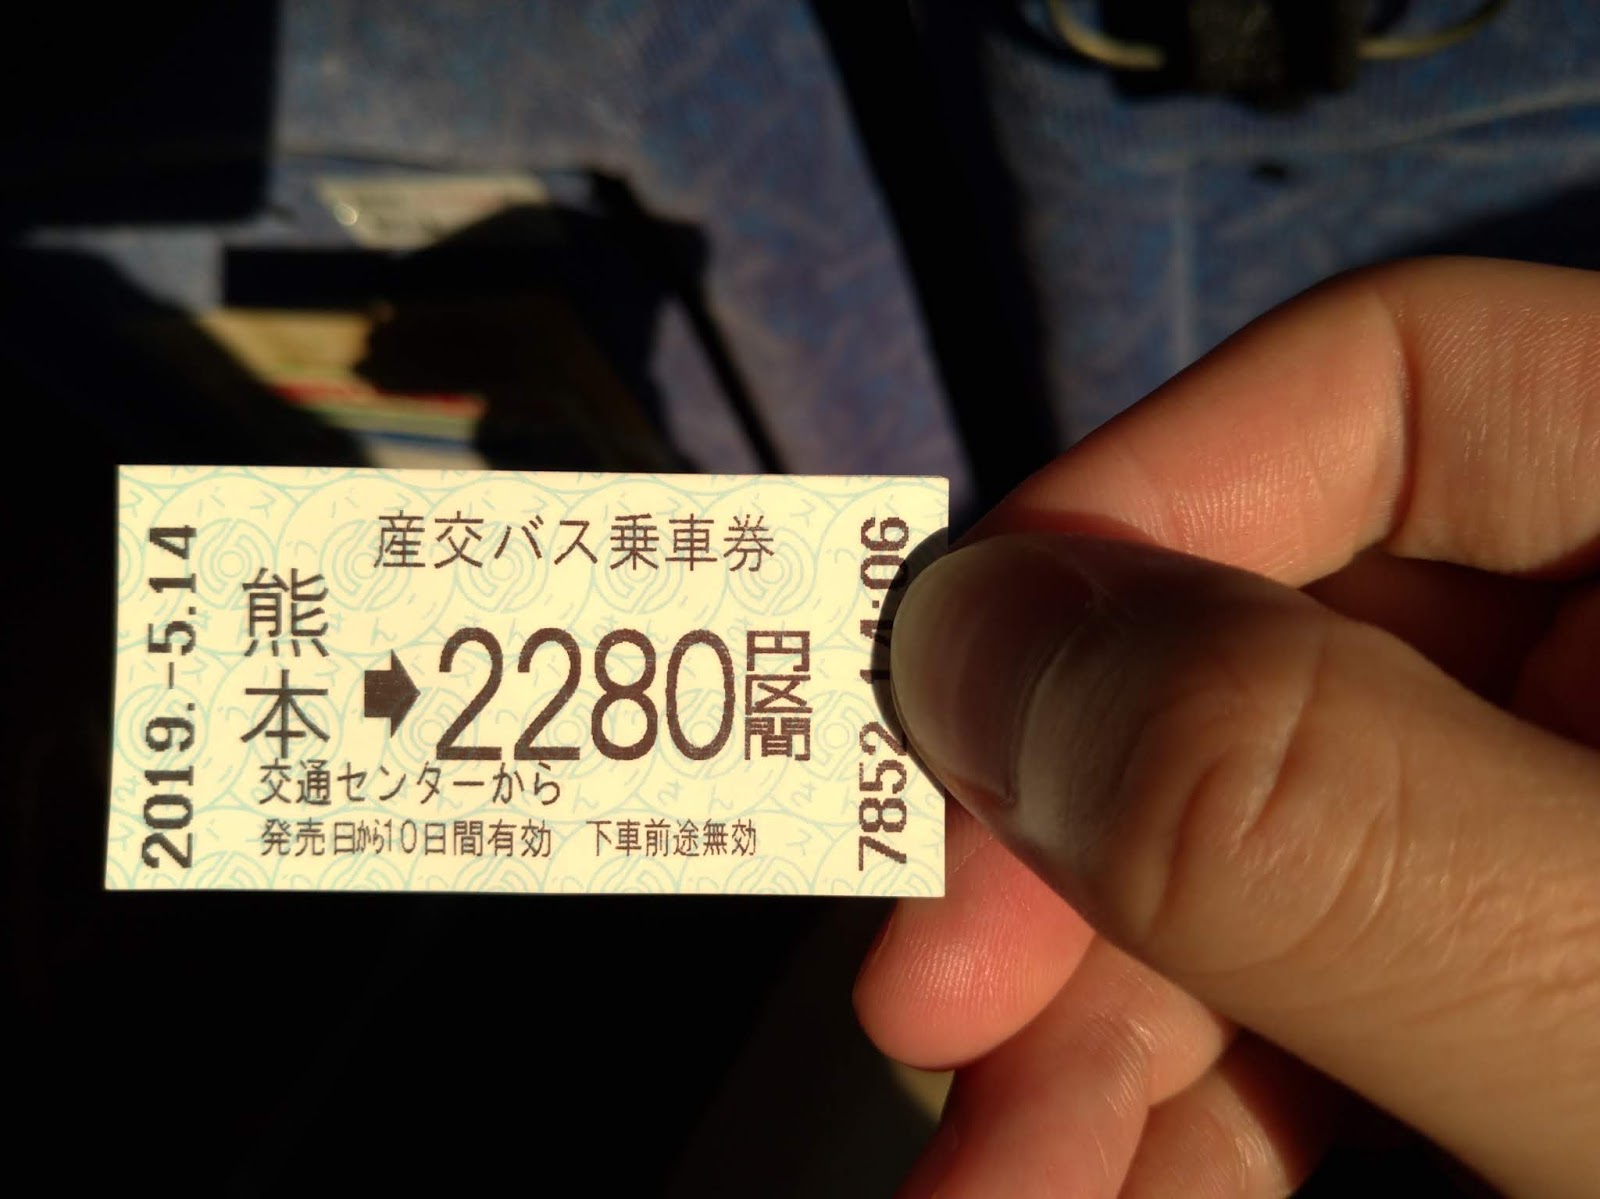 産交バス乗車券
2019.-5.14
熊本➡2280円区間
交通センターから
発売日から10日間有効 下車前途無効
7852 14:06